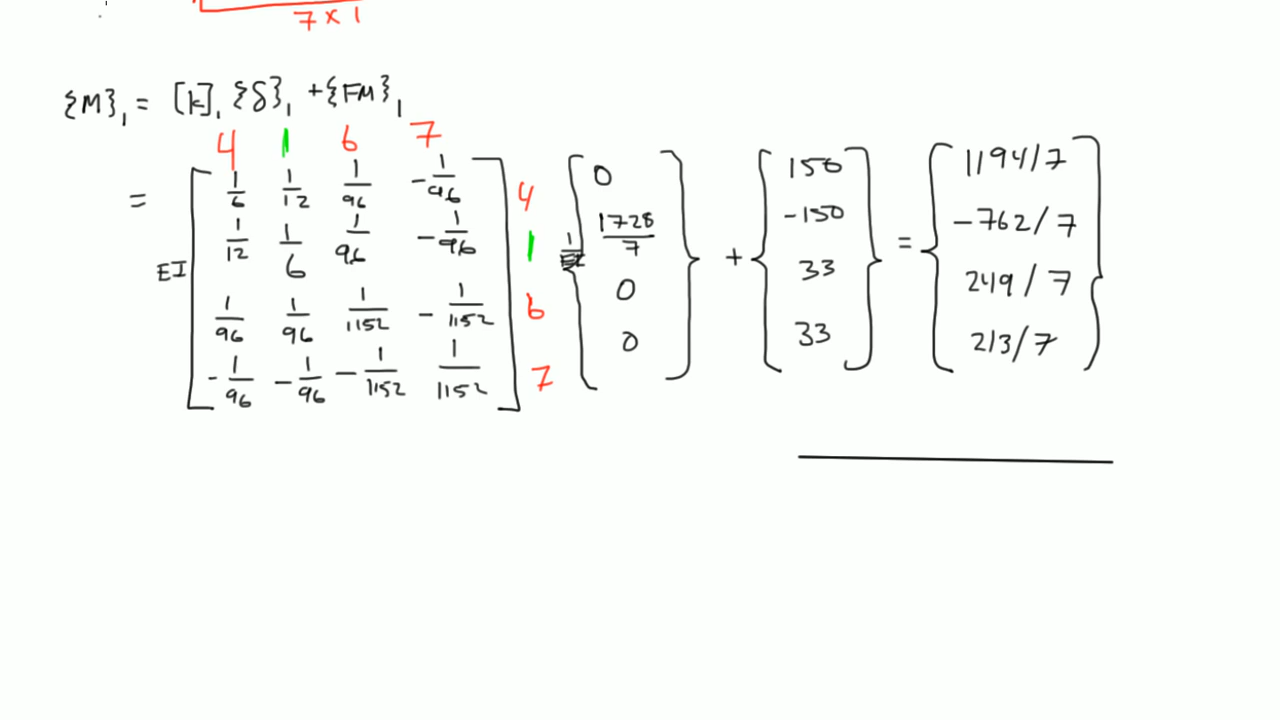 7 × 1
{M}₁ = [k]₁ {δ}₁ + {FM}₁
4 1 6 7
= EI [ 1/6 1/12 1/96 -1/96 ] 4 1/EI { 0 } + { 150 } = { 1194/7 }
[ 1/12 1/6 1/96 -1/96 ] 1 { 1728/7 } { -150 } { -762/7 }
[ 1/96 1/96 1/1152 -1/1152 ] 6 { 0 } { 33 } { 249/7 }
[ -1/96 -1/96 -1/1152 1/1152 ] 7 { 0 } { 33 } { 213/7 }